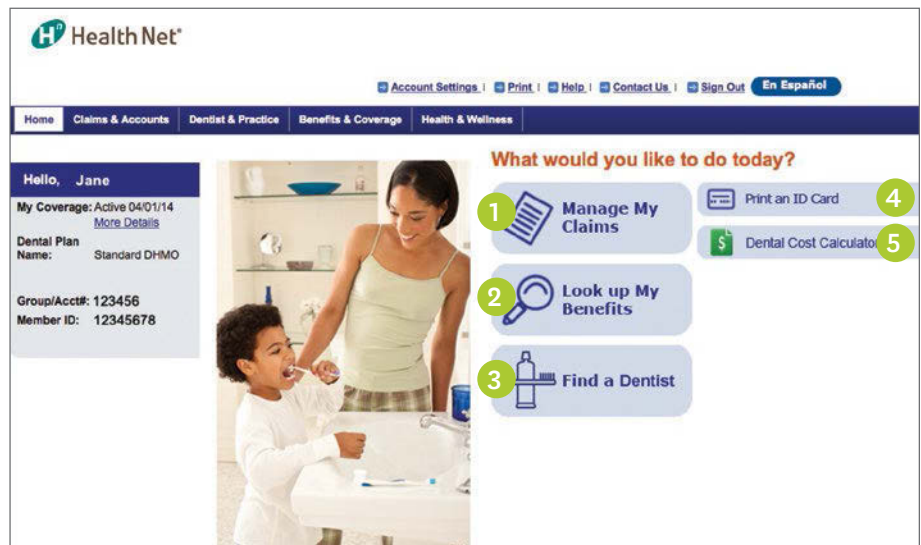 Health Net®
Account Settings | Print | Help | Contact Us | Sign Out En Español
Home Claims & Accounts Dentist & Practice Benefits & Coverage Health & Wellness
Hello, Jane
My Coverage: Active 04/01/14
More Details
Dental Plan
Name: Standard DHMO
Group/Acct#: 123456
Member ID: 12345678
What would you like to do today?
1 Manage My
Claims
2 Look up My
Benefits
3 Find a Dentist
Print an ID Card 4
Dental Cost Calculator 5